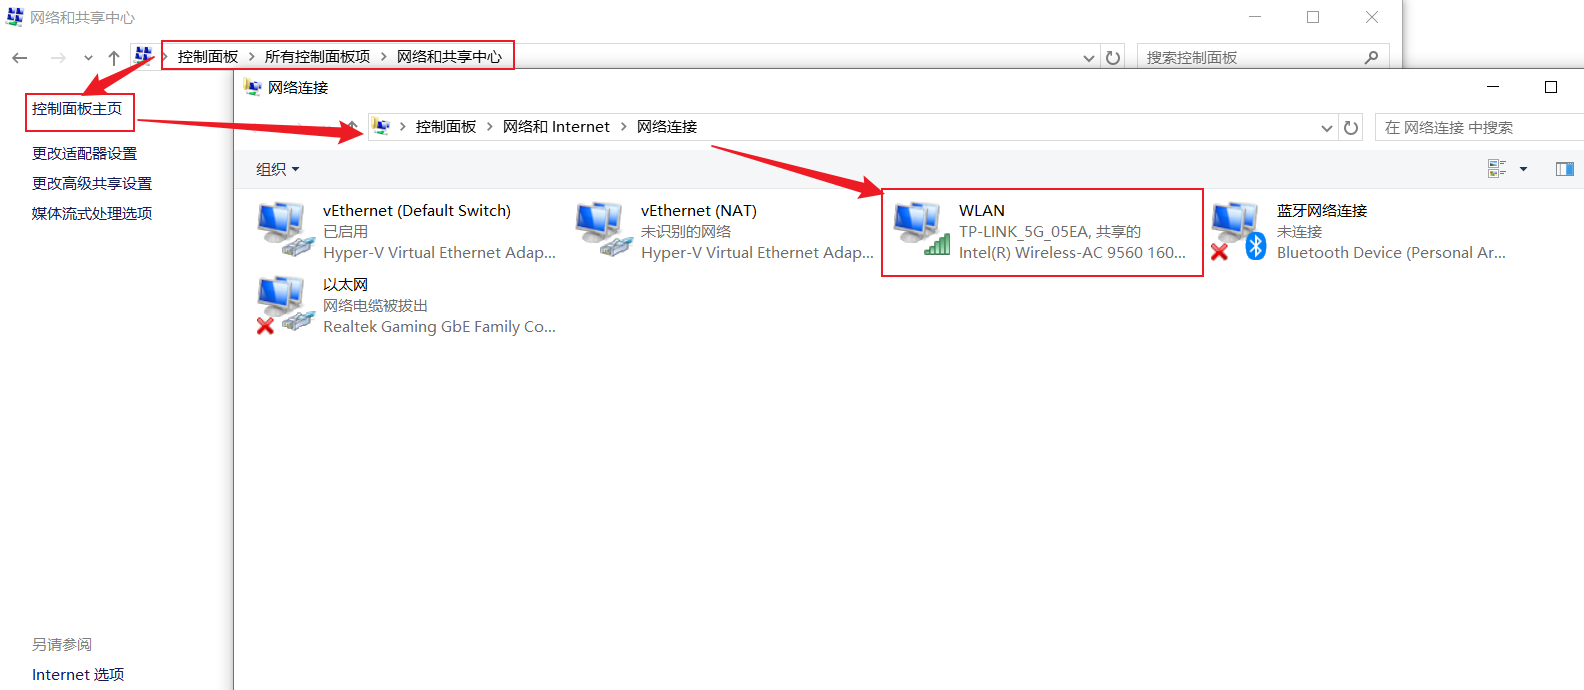 网络和共享中心
控制面板 所有控制面板项 网络和共享中心
搜索控制面板
控制面板主页
更改适配器设置
更改高级共享设置
媒体流式处理选项
另请参阅
Internet 选项
网络连接
控制面板 网络和 Internet 网络连接
在 网络连接 中搜索
组织
vEthernet (Default Switch)
已启用
Hyper-V Virtual Ethernet Adap...
vEthernet (NAT)
未识别的网络
Hyper-V Virtual Ethernet Adap...
WLAN
TP-LINK_5G_05EA, 共享的
Intel(R) Wireless-AC 9560 160...
蓝牙网络连接
未连接
Bluetooth Device (Personal Ar...
以太网
网络电缆被拔出
Realtek Gaming GbE Family Co...